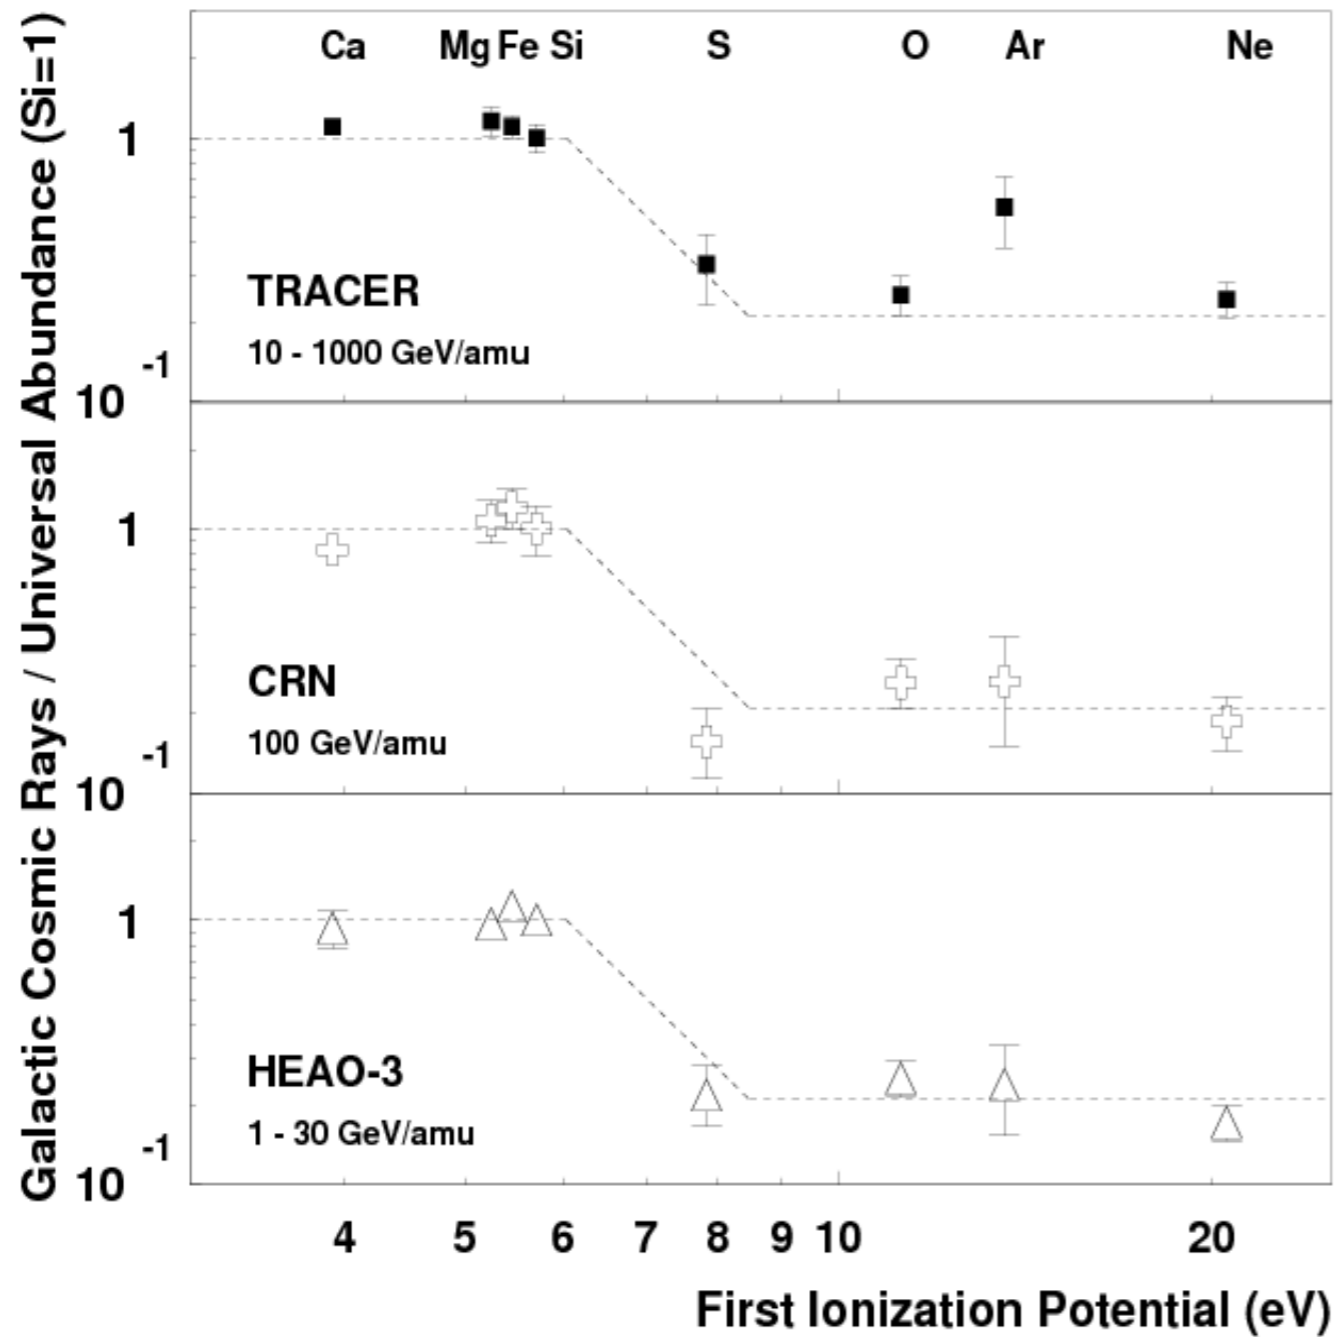 Galactic Cosmic Rays / Universal Abundance (Si=1)
Ca Mg Fe Si S O Ar Ne
1
TRACER
10 - 1000 GeV/amu
10 -1
1
CRN
100 GeV/amu
10 -1
1
HEAO-3
1 - 30 GeV/amu
10 -1
4 5 6 7 8 9 10 20
First Ionization Potential (eV)